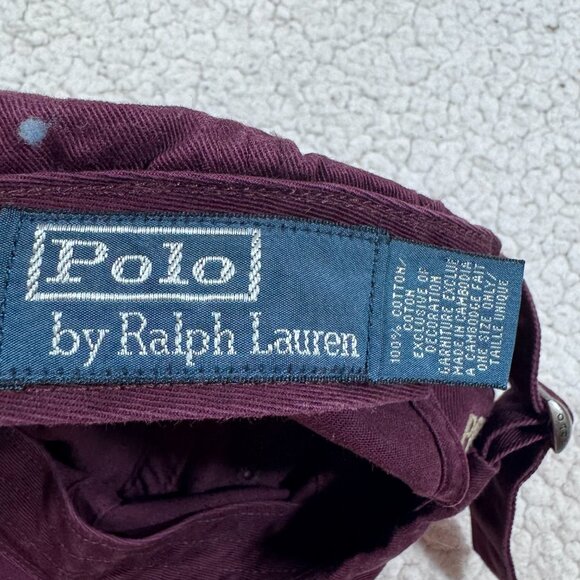 Polo
by Ralph Lauren
100% COTTON/
COTON
EXCLUSIVE OF
DECORATION
GARNITURE EXCLUE
MADE IN CAMBODIA
A CAMBODGE FAIT
ONE SIZE ONLY/
TAILLE UNIQUE